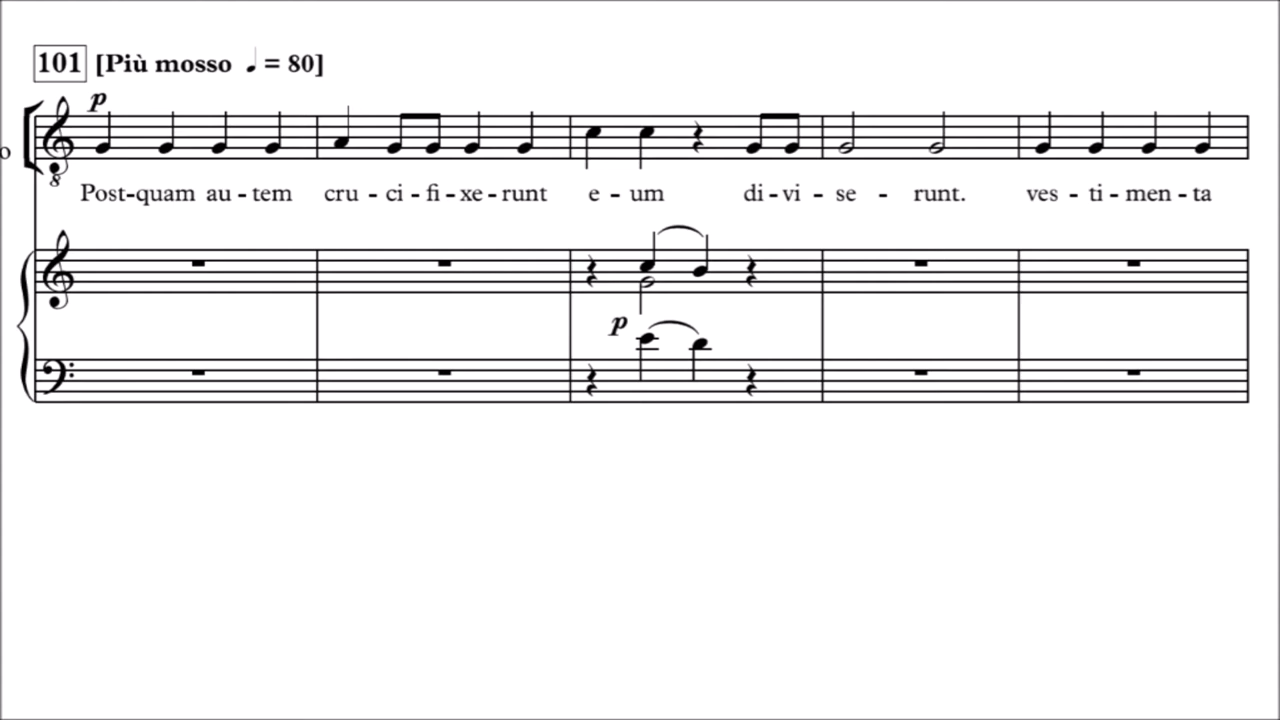 101 [Più mosso ♩ = 80]
p
8
o
Post-quam au - tem cru - ci - fi - xe - runt e - um di - vi - se - runt. ves - ti - men - ta
p